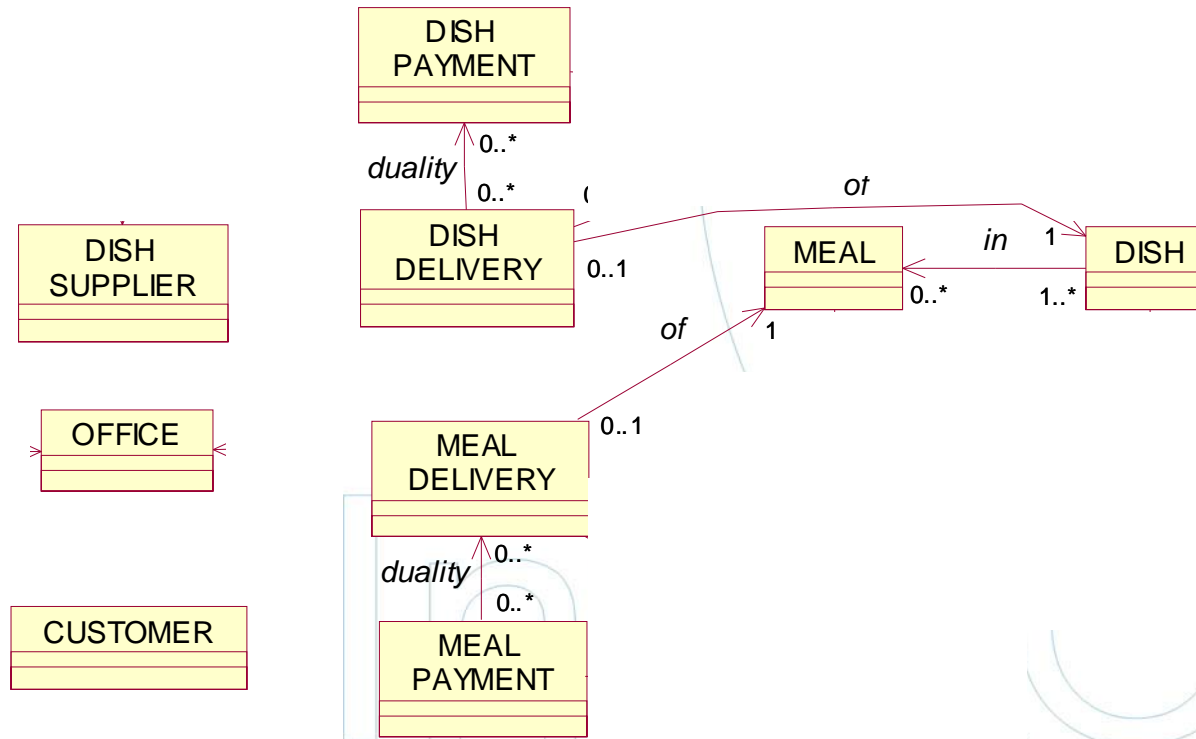 DISH
PAYMENT
0..*
duality
0..*
of
DISH
SUPPLIER
DISH
DELIVERY
0..1
MEAL
in
1
DISH
0..*
1..*
of
1
OFFICE
0..1
MEAL
DELIVERY
0..*
duality
0..*
CUSTOMER
MEAL
PAYMENT